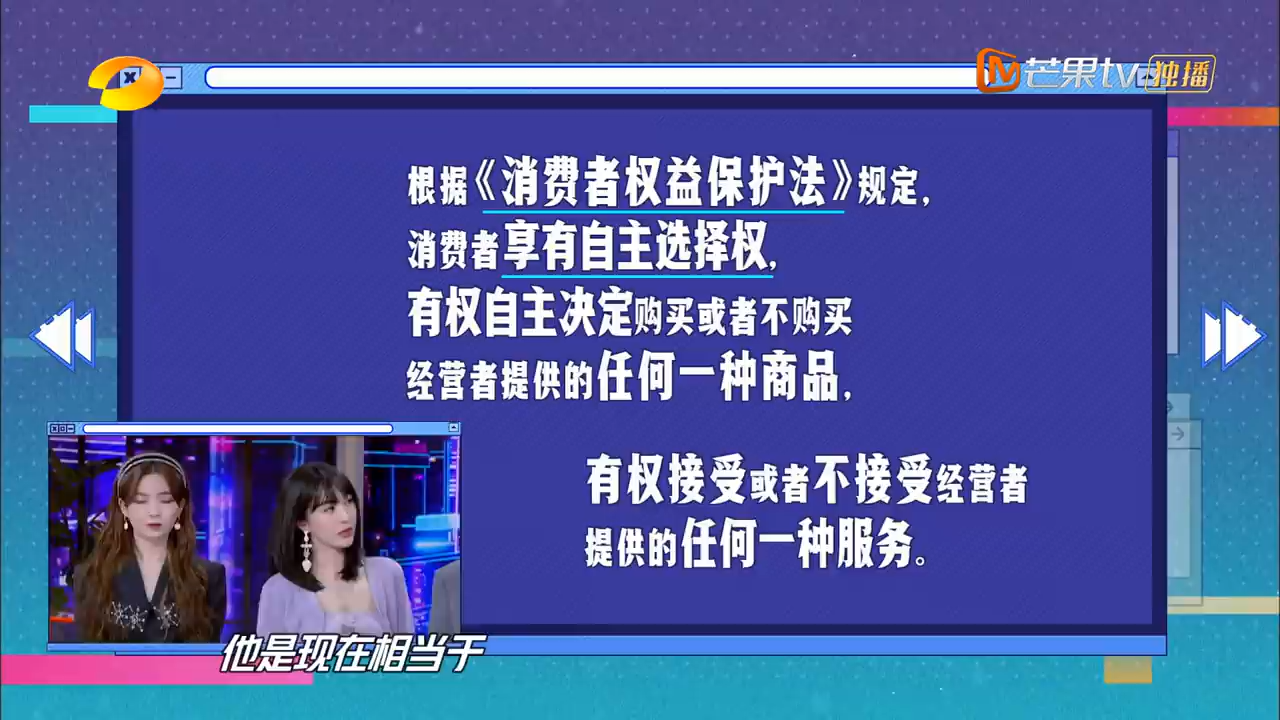 芒果tv独播
根据《消费者权益保护法》规定，
消费者享有自主选择权，
有权自主决定购买或者不购买
经营者提供的任何一种商品，
有权接受或者不接受经营者
提供的任何一种服务。
他是现在相当于